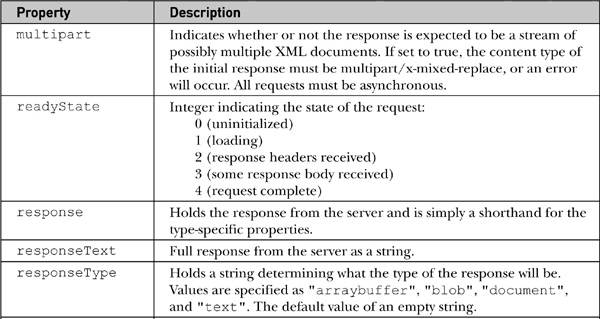 Property Description
multipart Indicates whether or not the response is expected to be a stream of
possibly multiple XML documents. If set to true, the content type of
the initial response must be multipart/x-mixed-replace, or an error
will occur. All requests must be asynchronous.
readyState Integer indicating the state of the request:
0 (uninitialized)
1 (loading)
2 (response headers received)
3 (some response body received)
4 (request complete)
response Holds the response from the server and is simply a shorthand for the
type-specific properties.
responseText Full response from the server as a string.
responseType Holds a string determining what the type of the response will be.
Values are specified as "arraybuffer", "blob", "document",
and "text". The default value of an empty string.